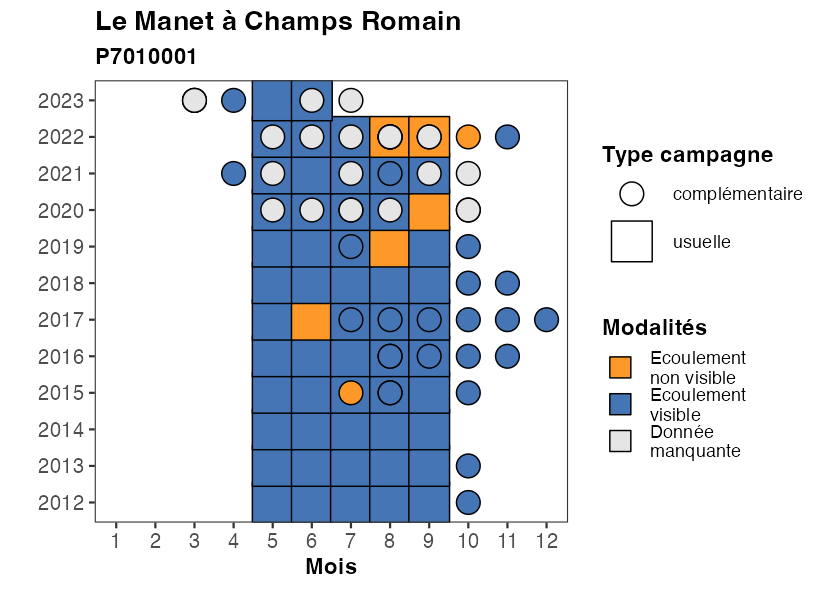 Le Manet à Champs Romain
P7010001
2023
2022
2021
2020
2019
2018
2017
2016
2015
2014
2013
2012
1 2 3 4 5 6 7 8 9 10 11 12
Mois
Type campagne
complémentaire
usuelle
Modalités
Ecoulement
non visible
Ecoulement
visible
Donnée
manquante